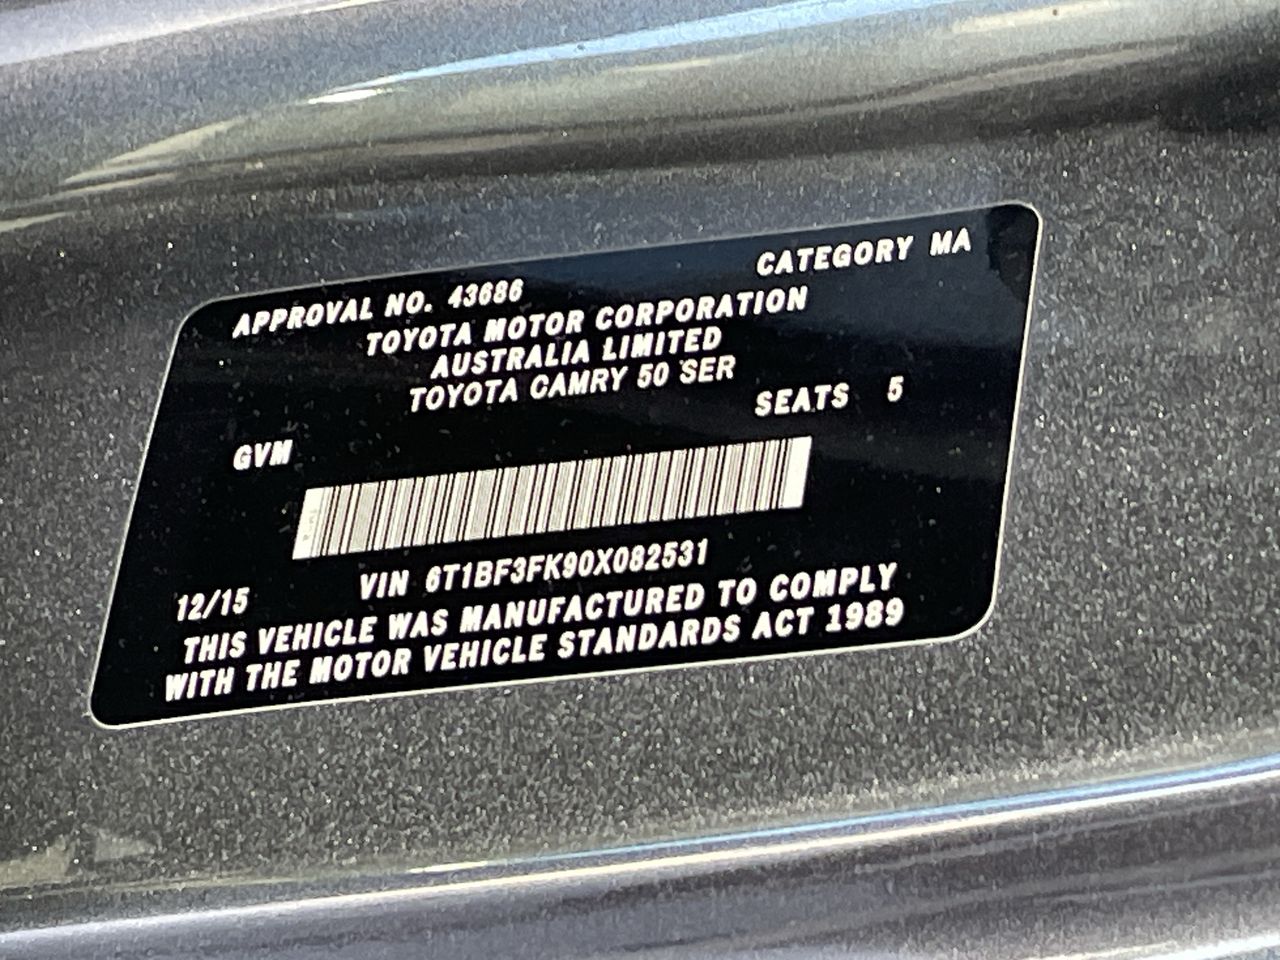 APPROVAL NO. 43686 CATEGORY MA
TOYOTA MOTOR CORPORATION
AUSTRALIA LIMITED
TOYOTA CAMRY 50 SER
SEATS 5
GVM
VIN 6T1BF3FK90X082531
12/15
THIS VEHICLE WAS MANUFACTURED TO COMPLY
WITH THE MOTOR VEHICLE STANDARDS ACT 1989